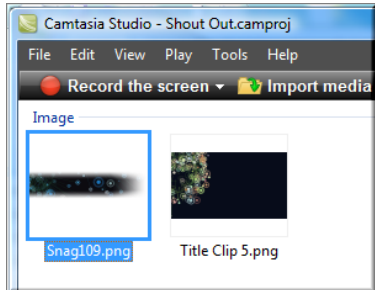 Camtasia Studio - Shout Out.camproj
File Edit View Play Tools Help
Record the screen Import media
Image
Snag109.png Title Clip 5.png